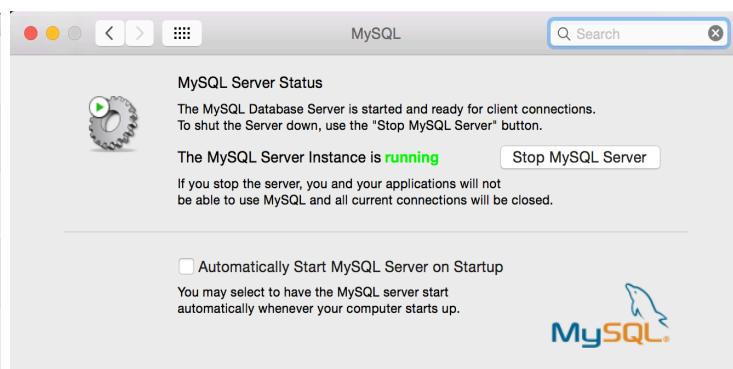 MySQL
Search
MySQL Server Status
The MySQL Database Server is started and ready for client connections.
To shut the Server down, use the "Stop MySQL Server" button.
The MySQL Server Instance is running
Stop MySQL Server
If you stop the server, you and your applications will not
be able to use MySQL and all current connections will be closed.
Automatically Start MySQL Server on Startup
You may select to have the MySQL server start
automatically whenever your computer starts up.
MySQL®